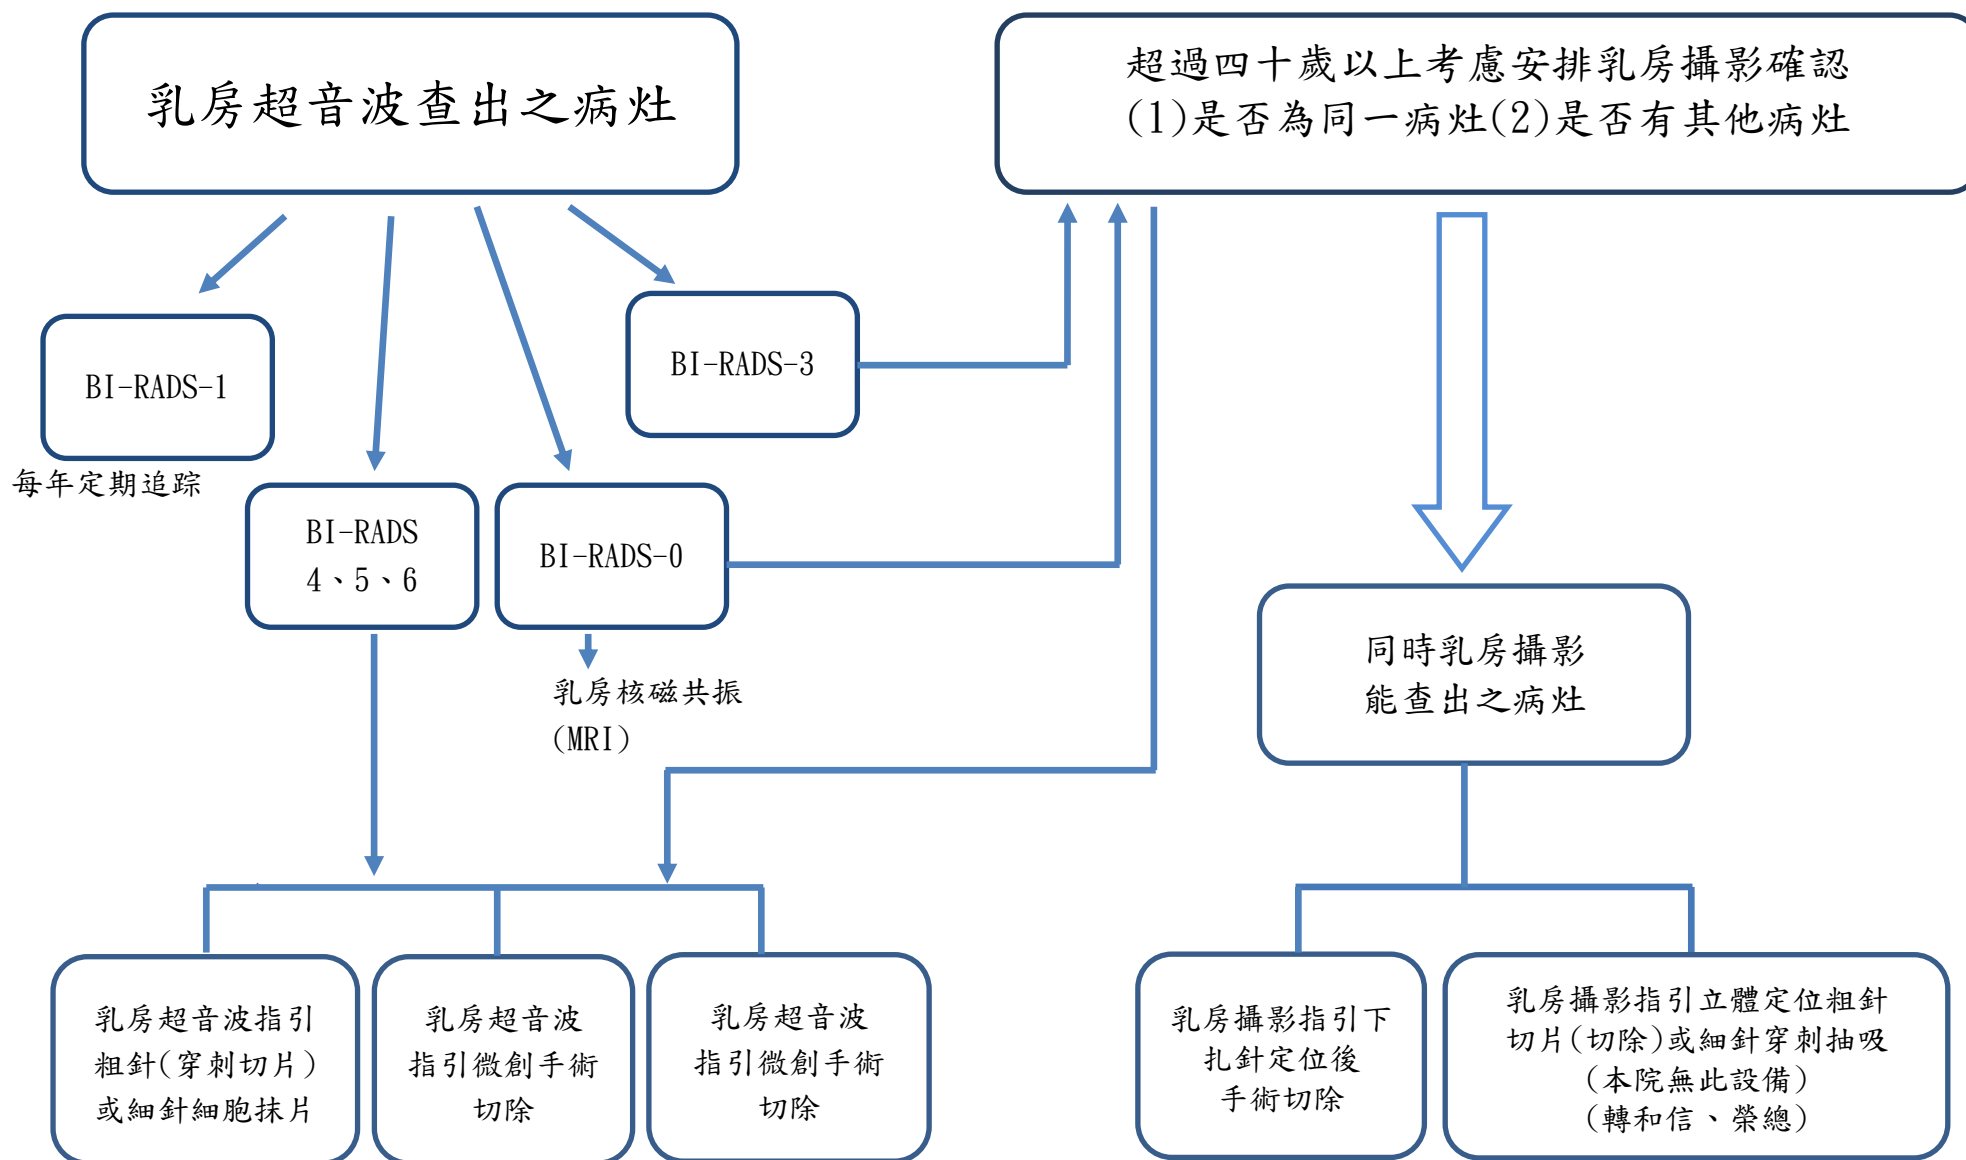 乳房超音波查出之病灶
超過四十歲以上考慮安排乳房攝影確認
(1)是否為同一病灶(2)是否有其他病灶
BI-RADS-1
每年定期追踪
BI-RADS
4、5、6
BI-RADS-0
乳房核磁共振
(MRI)
BI-RADS-3
同時乳房攝影
能查出之病灶
乳房超音波指引
粗針(穿刺切片)
或細針細胞抹片
乳房超音波
指引微創手術
切除
乳房超音波
指引微創手術
切除
乳房攝影指引下
扎針定位後
手術切除
乳房攝影指引立體定位粗針
切片(切除)或細針穿刺抽吸
(本院無此設備)
(轉和信、榮總)